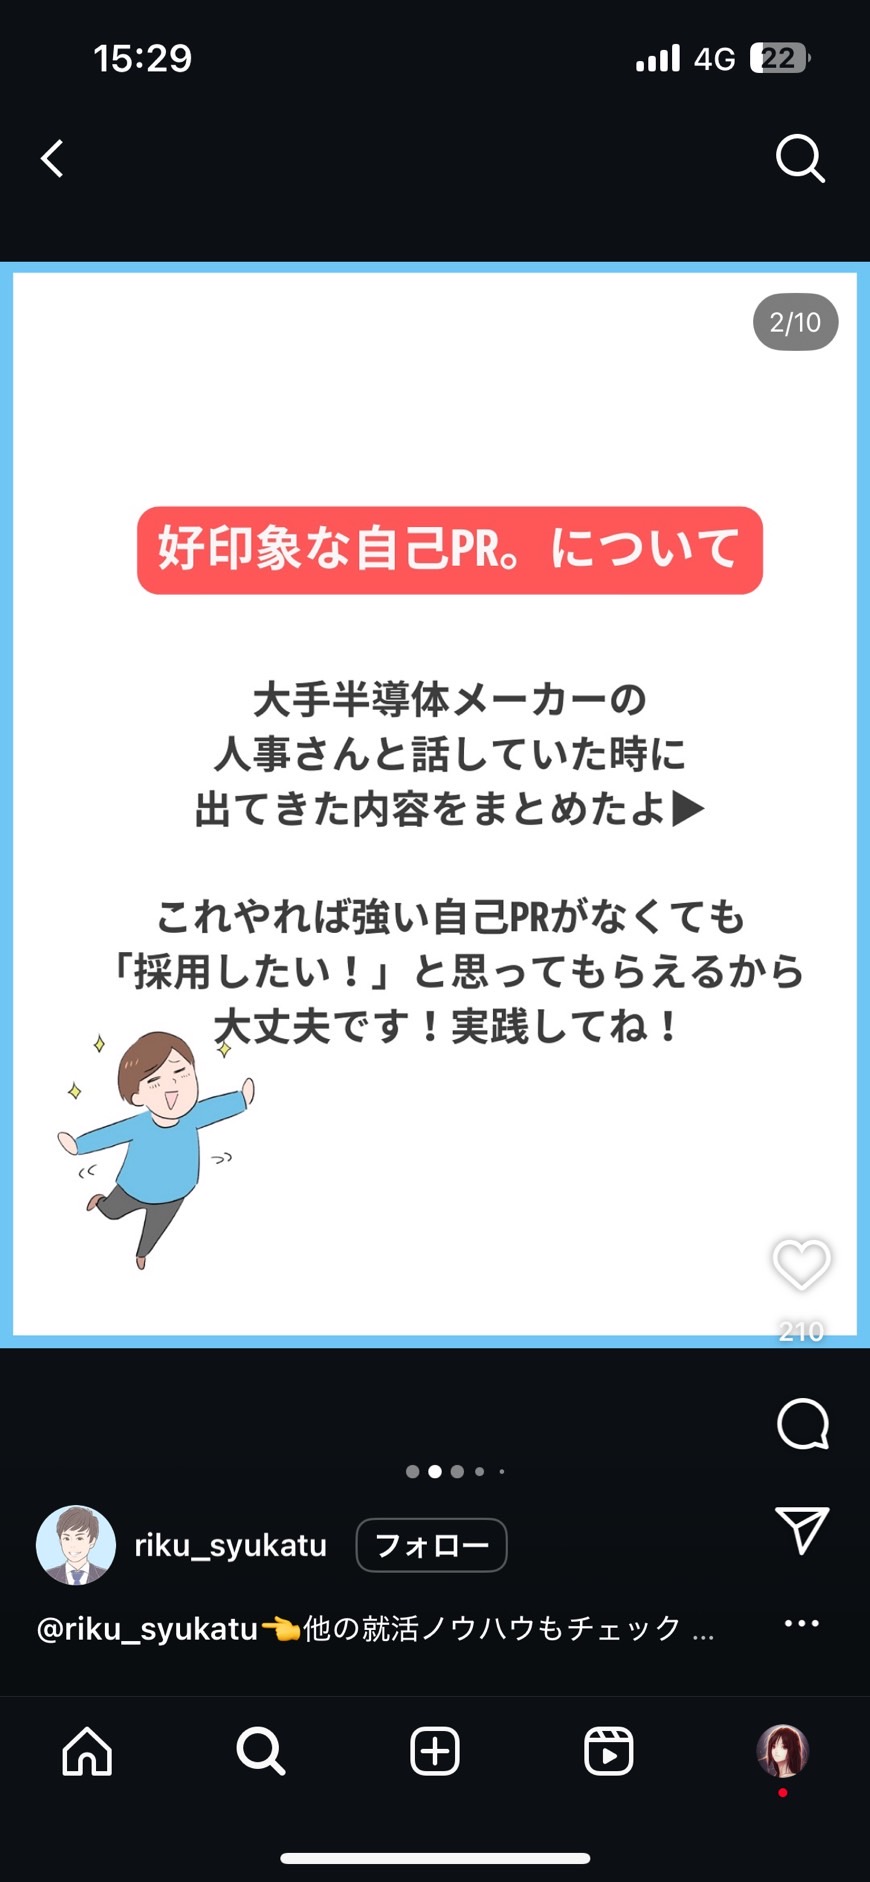 15:29
4G
22
2/10
好印象な自己PR。について
大手半導体メーカーの
人事さんと話していた時に
出てきた内容をまとめたよ▶
これやれば強い自己PRがなくても
「採用したい！」と思ってもらえるから
大丈夫です！実践してね！
210
riku_syukatu
フォロー
@riku_syukatu👈他の就活ノウハウもチェック ...